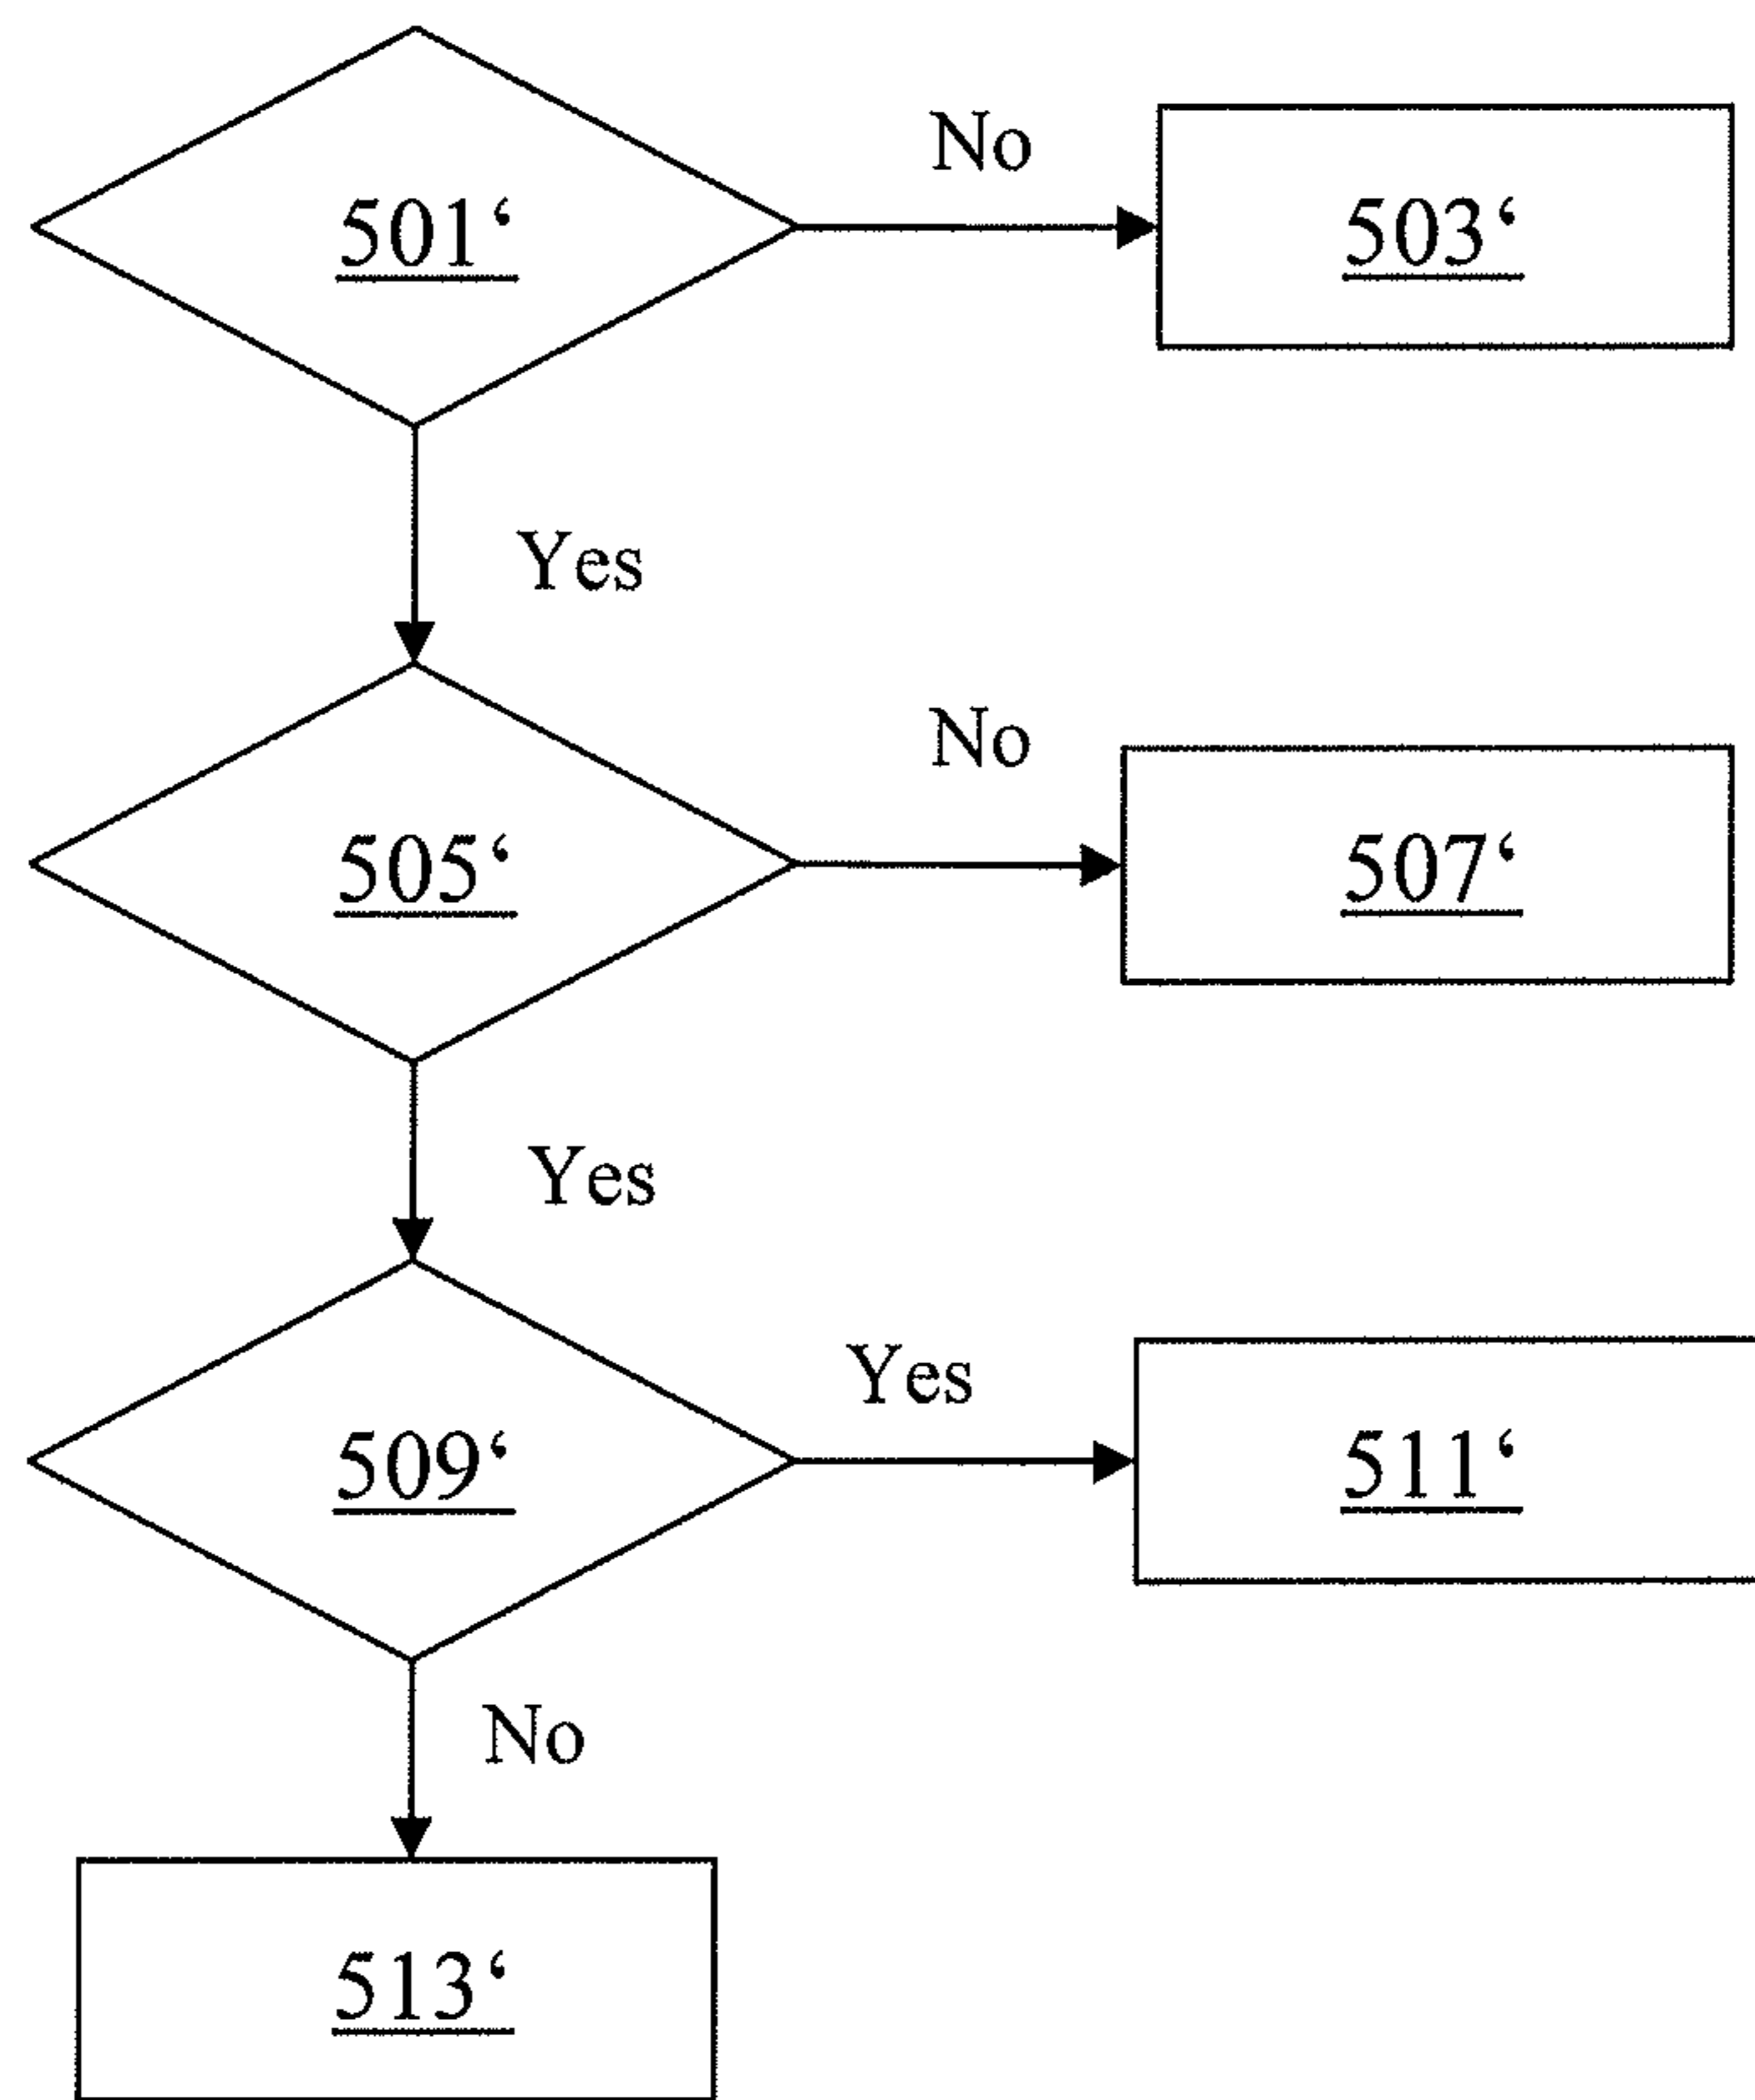 No
501‘
503‘
Yes
No
505‘
507‘
Yes
Yes
509‘
511‘
No
513‘